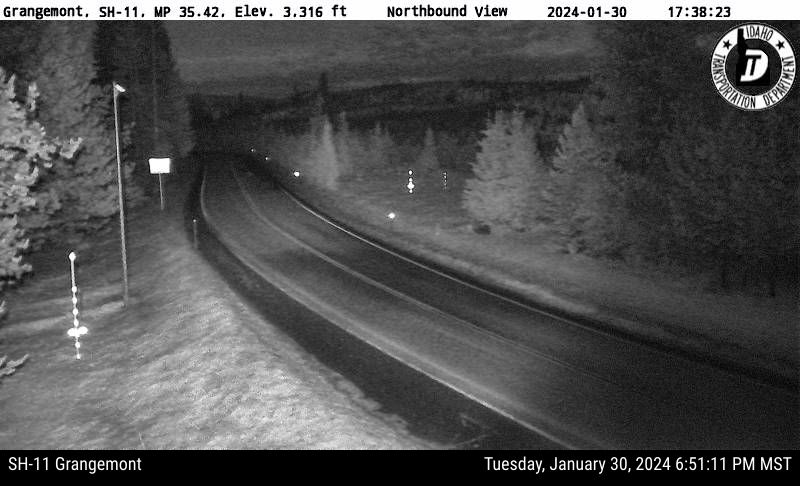 Grangemont, SH-11, MP 35.42, Elev. 3,316 ft Northbound View 2024-01-30 17:38:23
IDAHO
TRANSPORTATION DEPARTMENT
SH-11 Grangemont Tuesday, January 30, 2024 6:51:11 PM MST